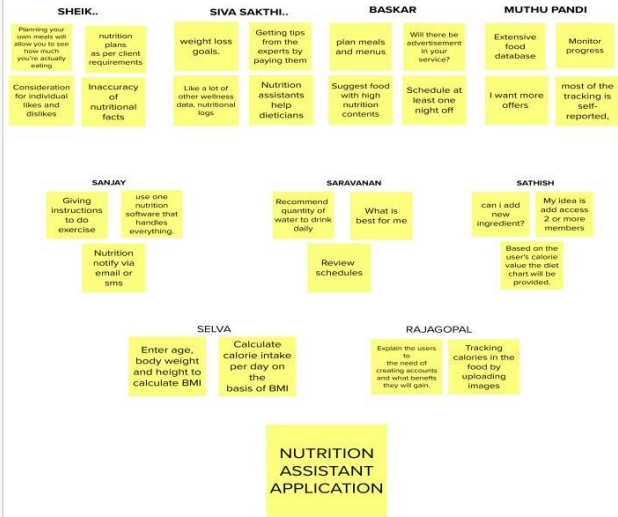 SHEIK..
Planning your
own meals will
allow you to see
how much
you're actually
eating
nutrition
plans
as per client
requirements
Consideration
for individual
likes and
dislikes
Inaccuracy
of
nutritional
facts
SIVA SAKTHI..
weight loss
goals.
Getting tips
from the
experts by
paying them
Like a lot of
other wellness
data, nutritional
logs
Nutrition
assistants
help
dieticians
BASKAR
plan meals
and menus
Will there be
advertisement
in your
service?
Suggest food
with high
nutrition
contents
Schedule at
least one
night off
MUTHU PANDI
Extensive
food
database
Monitor
progress
I want more
offers
most of the
tracking is
self-
reported,
SANJAY
Giving
instructions
to do
exercise
use one
nutrition
software that
handles
everything.
Nutrition
notify via
email or
sms
SARAVANAN
Recommend
quantity of
water to drink
daily
What is
best for me
Review
schedules
SATHISH
can i add
new
ingredient?
My idea is
add access
2 or more
members
Based on the
user's calorie
value the diet
chart will be
provided.
SELVA
Enter age,
body weight
and height to
calculate BMI
Calculate
calorie intake
per day on
the
basis of BMI
RAJAGOPAL
Explain the users
to
the need of
creating accounts
and what benefts
they will gain.
Tracking
calories in the
food by
uploading
images
NUTRITION
ASSISTANT
APPLICATION